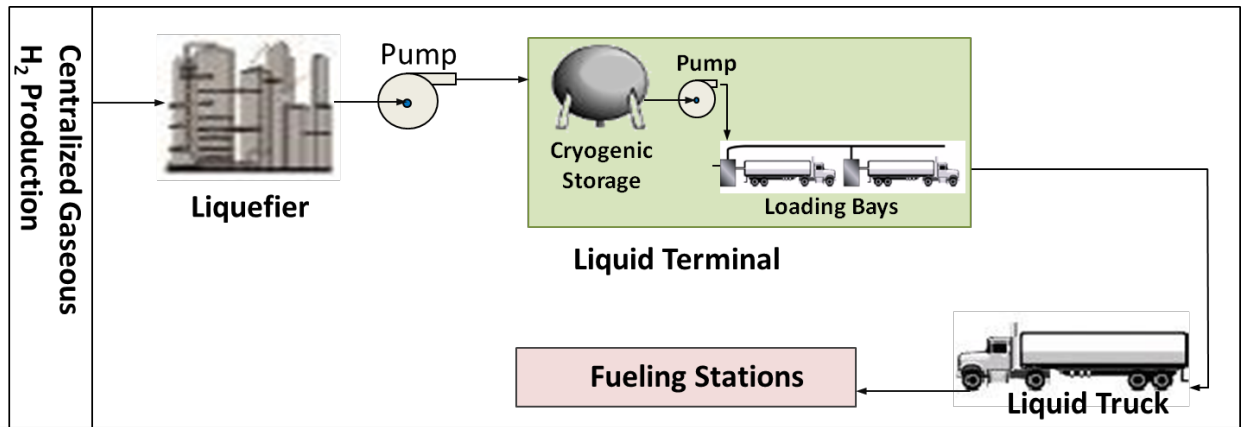 Centralized Gaseous
H₂ Production
Liquefier
Pump
Pump
Cryogenic
Storage
Loading Bays
Liquid Terminal
Fueling Stations
Liquid Truck